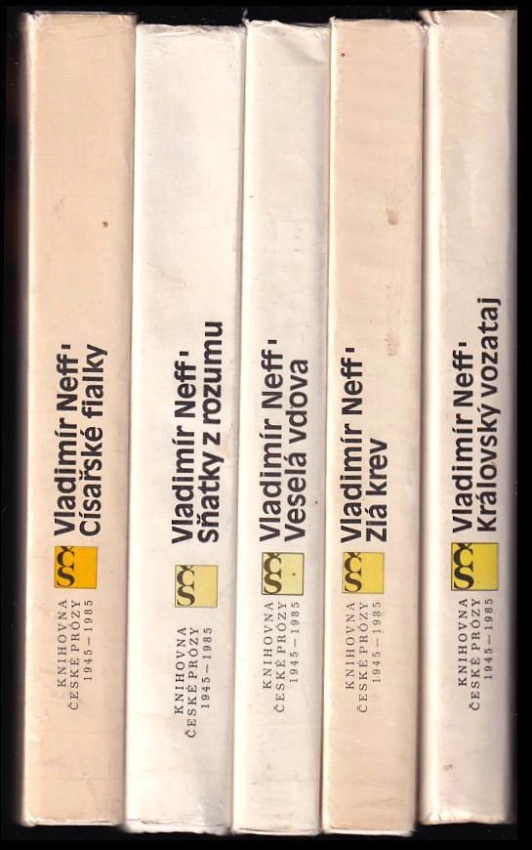 Vladimír Neff
Císařské fialky
KNIHOVNA
ČESKÉ PRÓZY
1945–1985
Vladimír Neff
Sňatky z rozumu
KNIHOVNA
ČESKÉ PRÓZY
1945–1985
Vladimír Neff
Veselá vdova
KNIHOVNA
ČESKÉ PRÓZY
1945–1985
Vladimír Neff
Zlá krev
KNIHOVNA
ČESKÉ PRÓZY
1945–1985
Vladimír Neff
Královský vozataj
KNIHOVNA
ČESKÉ PRÓZY
1945–1985